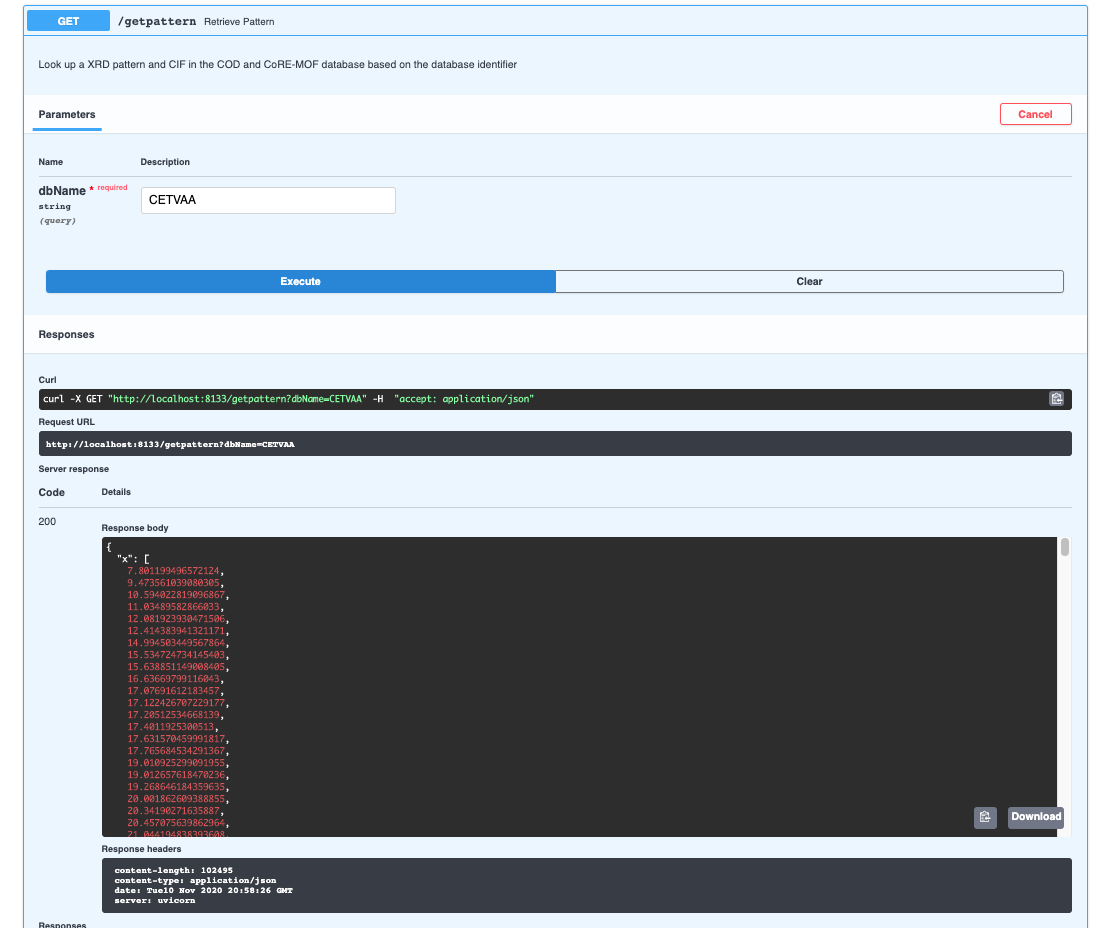 GET /getpattern Retrieve Pattern
Look up a XRD pattern and CIF in the COD and CoRE-MOF database based on the database identifier
Parameters
Cancel
Name Description
dbName * required
string
(query)
CETVAA
Execute Clear
Responses
Curl
curl -X GET "http://localhost:8133/getpattern?dbName=CETVAA" -H "accept: application/json"
Request URL
http://localhost:8133/getpattern?dbName=CETVAA
Server response
Code Details
200
Response body
{
"x": [
7.801199496572124,
9.473561039080305,
10.594022819096867,
11.03489582866033,
12.081923930471506,
12.414383941321171,
14.994503449567864,
15.534724734145403,
15.638851149008405,
16.63669799116043,
17.07691612183457,
17.122426707229177,
17.20512534668139,
17.4011925300513,
17.631570459991817,
17.765684534291367,
19.010925299091955,
19.012657618470236,
19.268646184359635,
20.001862609388855,
20.34190271635887,
20.457075639862964,
21.044194838393608,
Download
Response headers
content-length: 102495
content-type: application/json
date: Tue10 Nov 2020 20:58:26 GMT
server: uvicorn
Responses